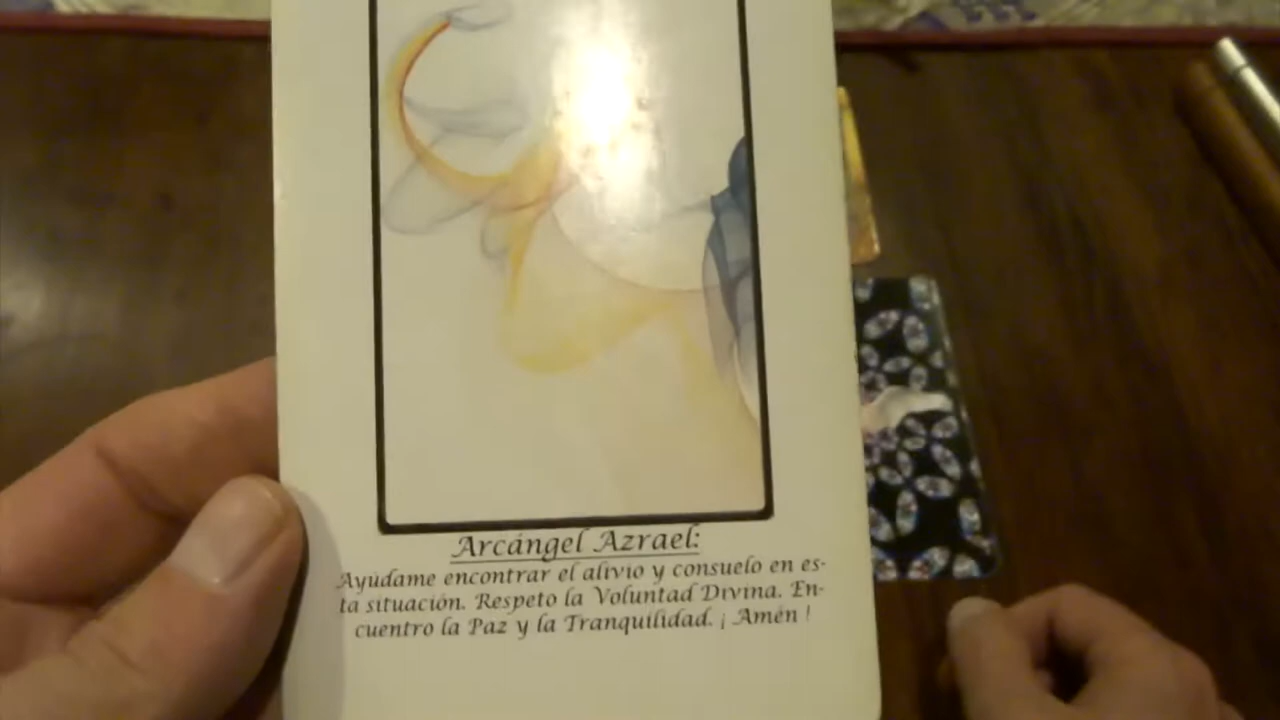 Arcángel Azrael:
Ayúdame encontrar el alivio y consuelo en es-
ta situación. Respeto la Voluntad Divina. En-
cuentro la Paz y la Tranquilidad. ¡ Amén !